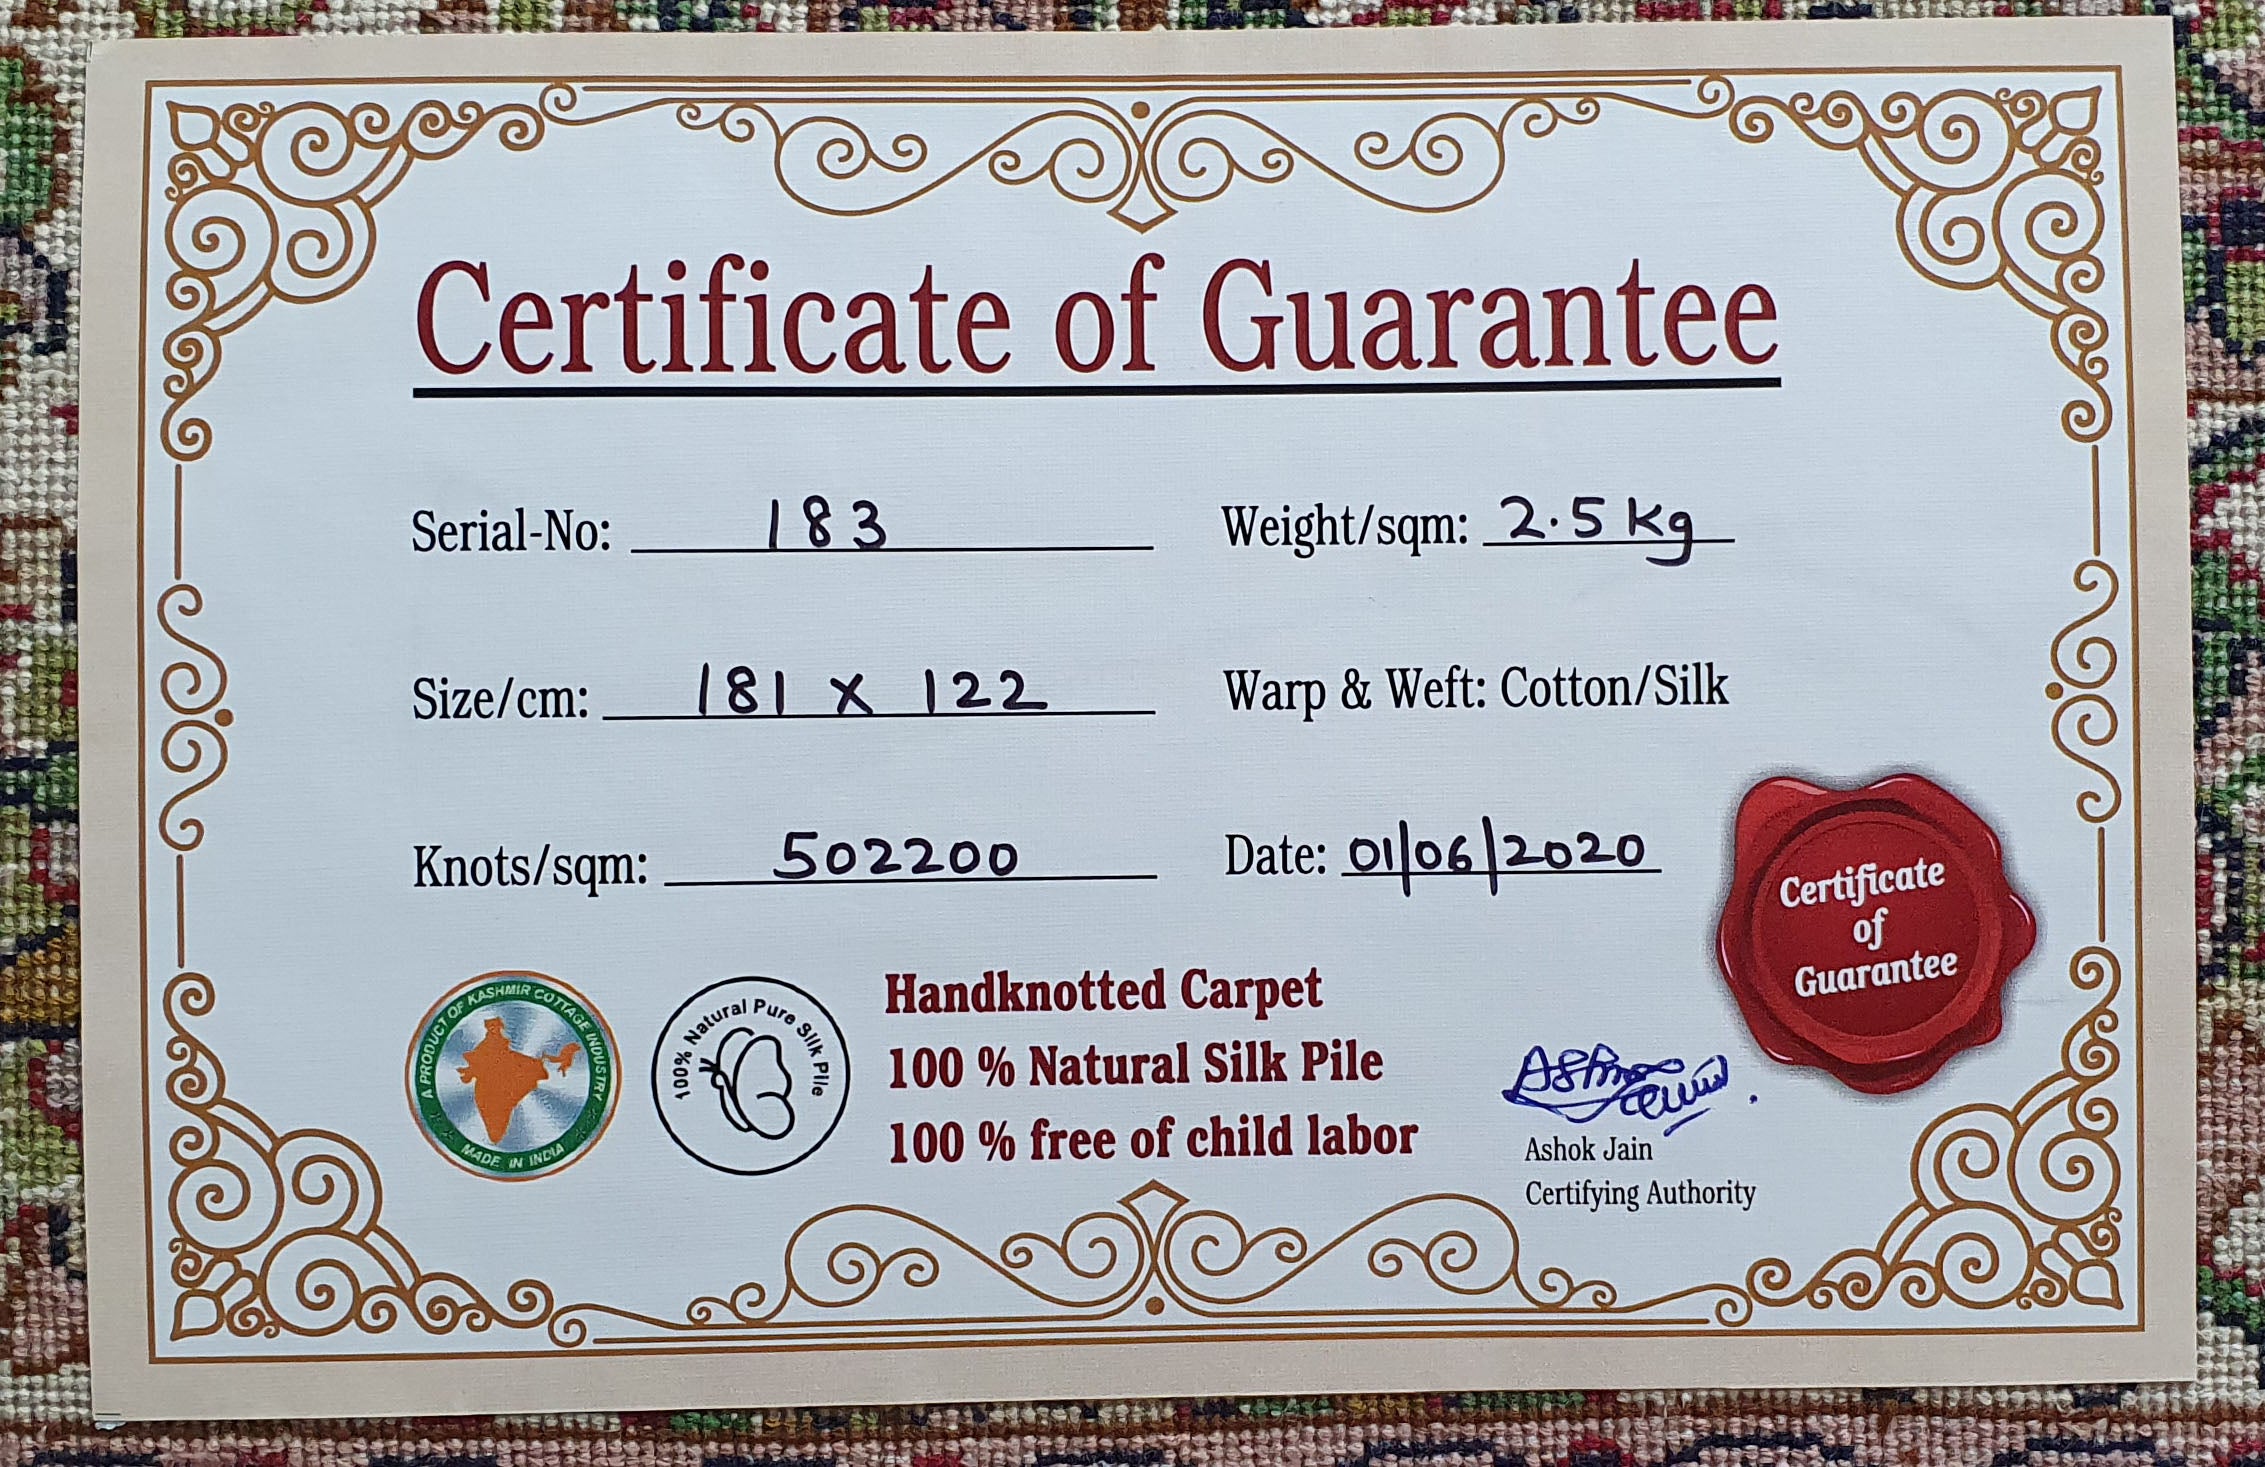 Certificate of Guarantee
Serial-No: 183
Weight/sqm: 2.5 kg
Size/cm: 181 x 122
Warp & Weft: Cotton/Silk
Knots/sqm: 502200
Date: 01/06/2020
Certificate
of
Guarantee
A PRODUCT OF KASHMIR COTTAGE INDUSTRY
MADE IN INDIA
100% Natural Pure Silk Pile
Handknotted Carpet
100 % Natural Silk Pile
100 % free of child labor
Ashok Jain
Certifying Authority